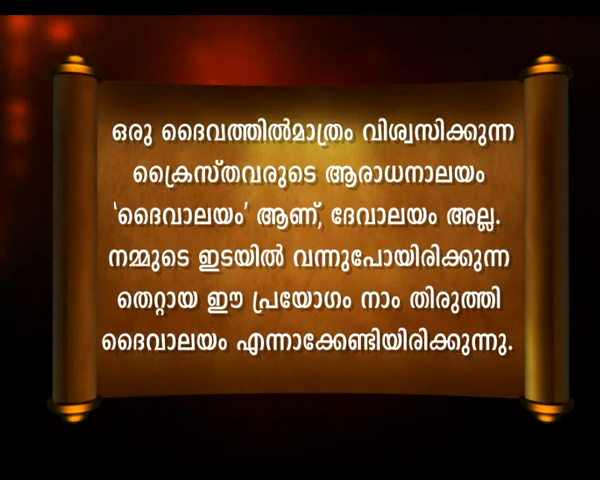 ഒരു ദൈവത്തിൽമാത്രം വിശ്വസിക്കുന്ന
ക്രൈസ്തവരുടെ ആരാധനാലയം
‘ദൈവാലയം’ ആണ്, ദേവാലയം അല്ല.
നമ്മുടെ ഇടയിൽ വന്നുപോയിരിക്കുന്ന
തെറ്റായ ഈ പ്രയോഗം നാം തിരുത്തി
ദൈവാലയം എന്നാക്കേണ്ടിയിരിക്കുന്നു.